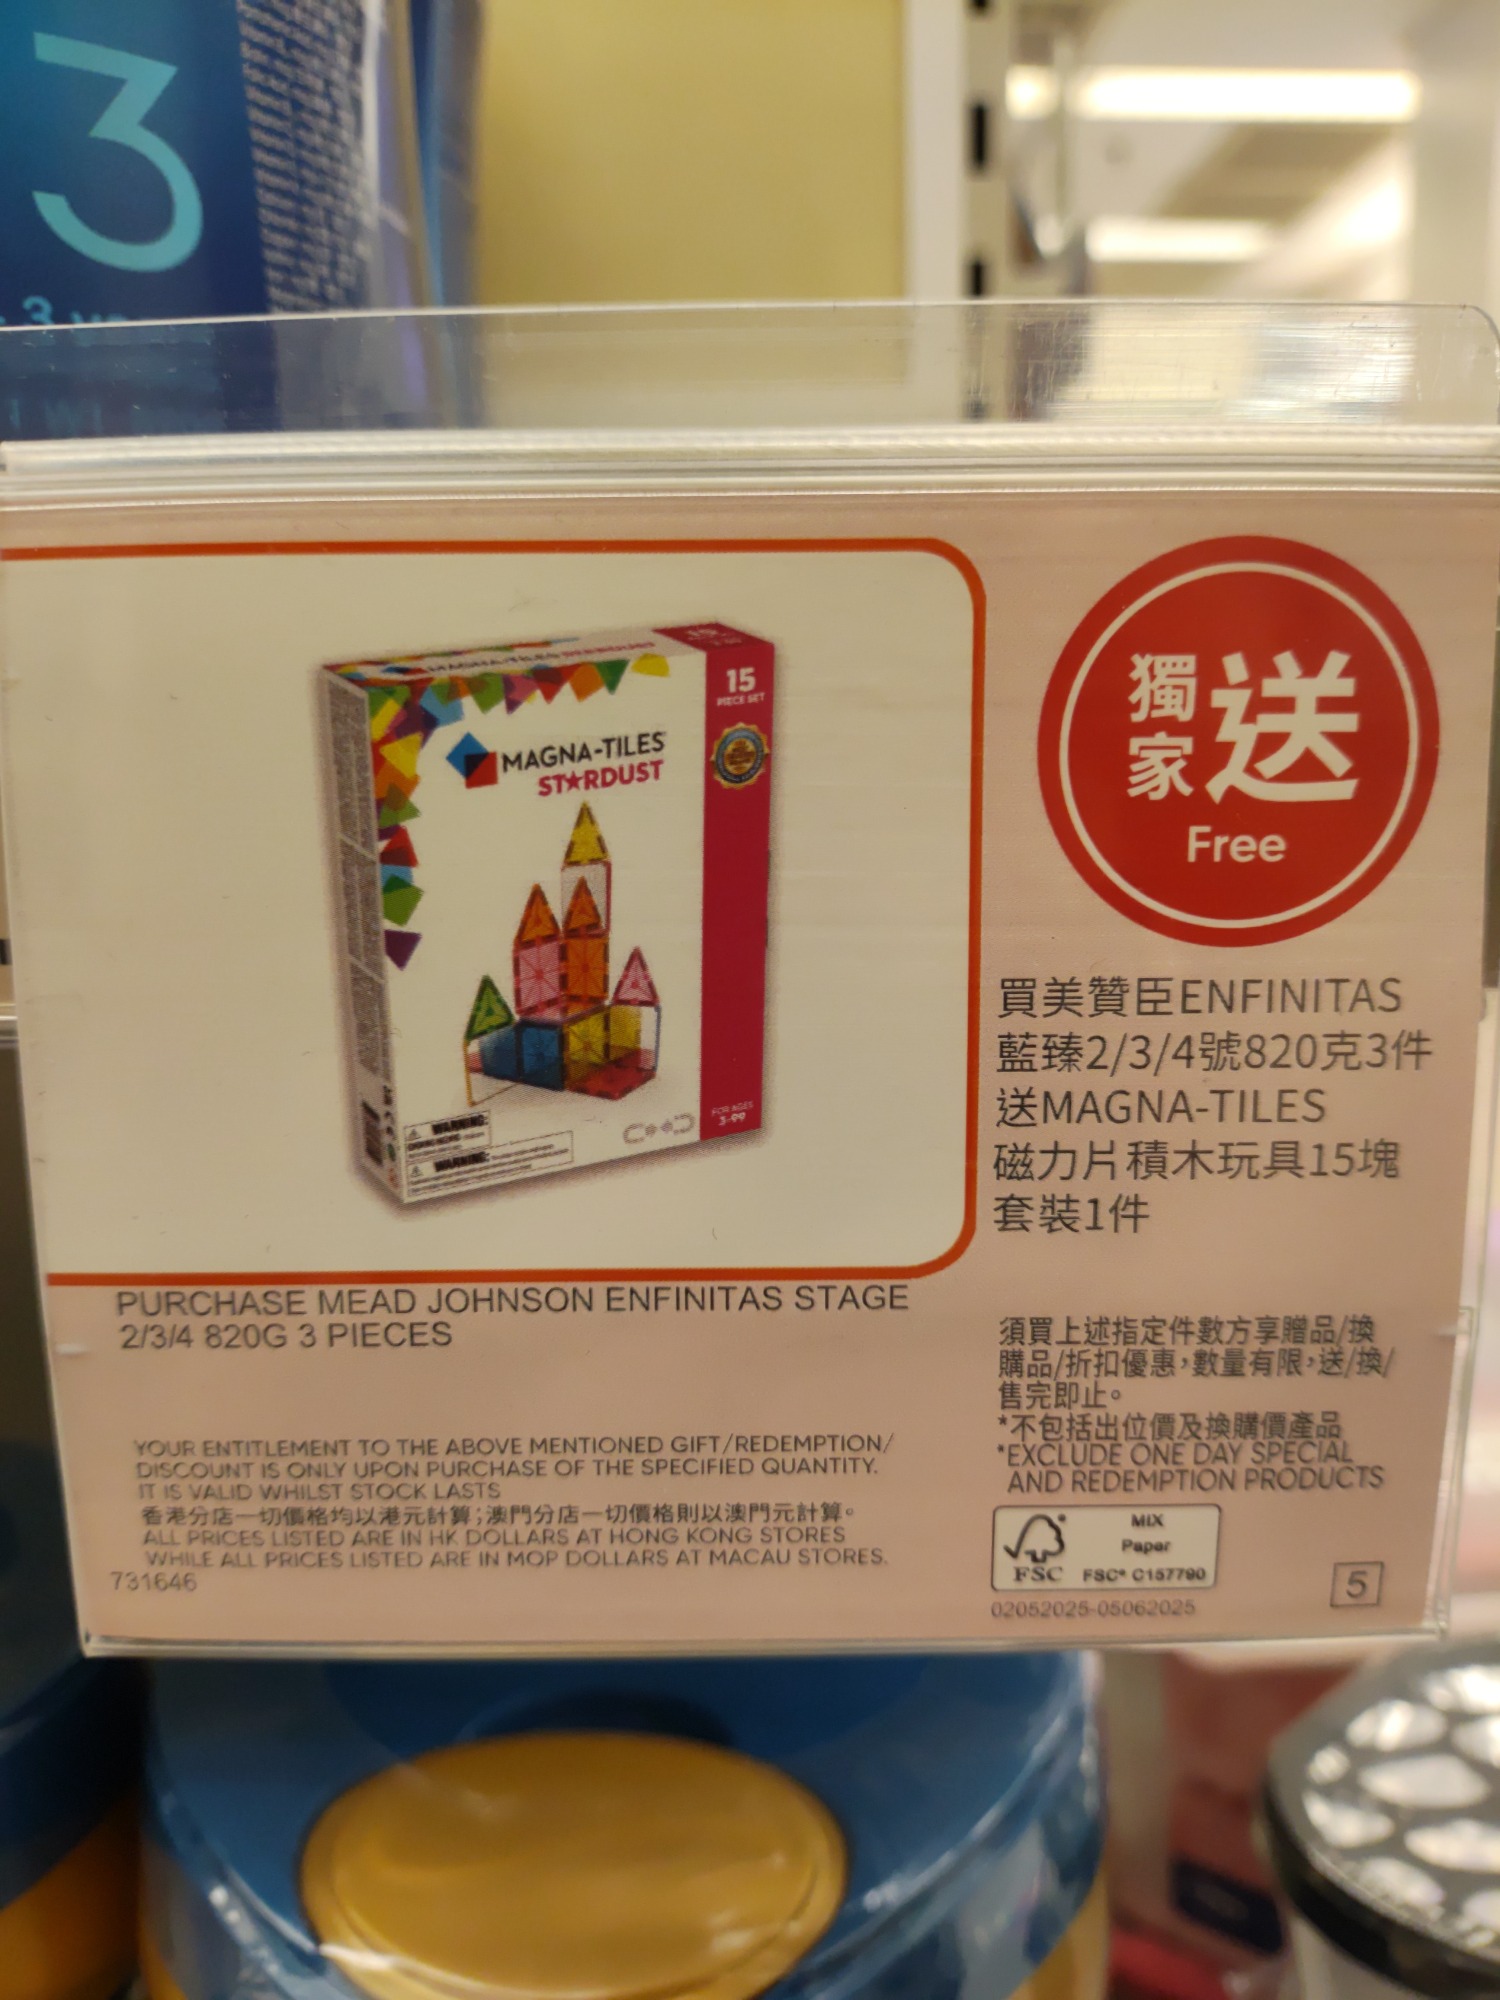 3
MAGNA-TILES
STARDUST
15
PIECE SET
FOR AGES
3-99
WARNING:
WARNING:
獨家送
Free
買美贊臣ENFINITAS
藍臻2/3/4號820克3件
送MAGNA-TILES
磁力片積木玩具15塊
套裝1件
PURCHASE MEAD JOHNSON ENFINITAS STAGE
2/3/4 820G 3 PIECES
須買上述指定件數方享贈品/換
購品/折扣優惠，數量有限，送/換/
售完即止。
*不包括出位價及換購價產品
*EXCLUDE ONE DAY SPECIAL
AND REDEMPTION PRODUCTS
YOUR ENTITLEMENT TO THE ABOVE MENTIONED GIFT/REDEMPTION/
DISCOUNT IS ONLY UPON PURCHASE OF THE SPECIFIED QUANTITY.
IT IS VALID WHILST STOCK LASTS
香港分店一切價格均以港元計算；澳門分店一切價格則以澳門元計算。
ALL PRICES LISTED ARE IN HK DOLLARS AT HONG KONG STORES
WHILE ALL PRICES LISTED ARE IN MOP DOLLARS AT MACAU STORES.
731646
FSC
MIX
Paper
FSC® C157790
02052025-05062025
5